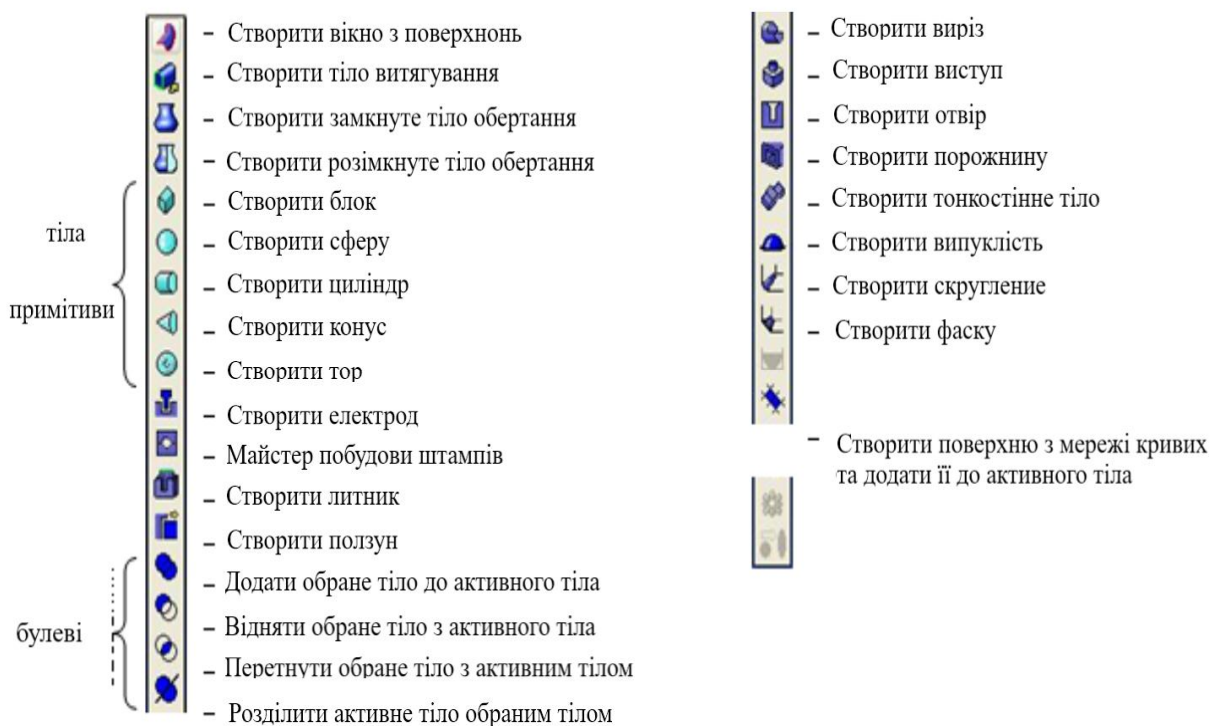 – Створити вікно з поверхнонь
– Створити тіло витягування
– Створити замкнуте тіло обертання
– Створити розімкнуте тіло обертання
– Створити блок
тіла
– Створити сферу
– Створити циліндр
примітиви
– Створити конус
– Створити тор
– Створити електрод
– Майстер побудови штампів
– Створити литник
– Створити ползун
– Додати обране тіло до активного тіла
булеві
– Відняти обране тіло з активного тіла
– Перетнути обране тіло з активним тілом
– Розділити активне тіло обраним тілом
– Створити виріз
– Створити виступ
– Створити отвір
– Створити порожнину
– Створити тонкостінне тіло
– Створити випуклість
– Створити скругление
– Створити фаску
– Створити поверхню з мережі кривих
та додати її до активного тіла